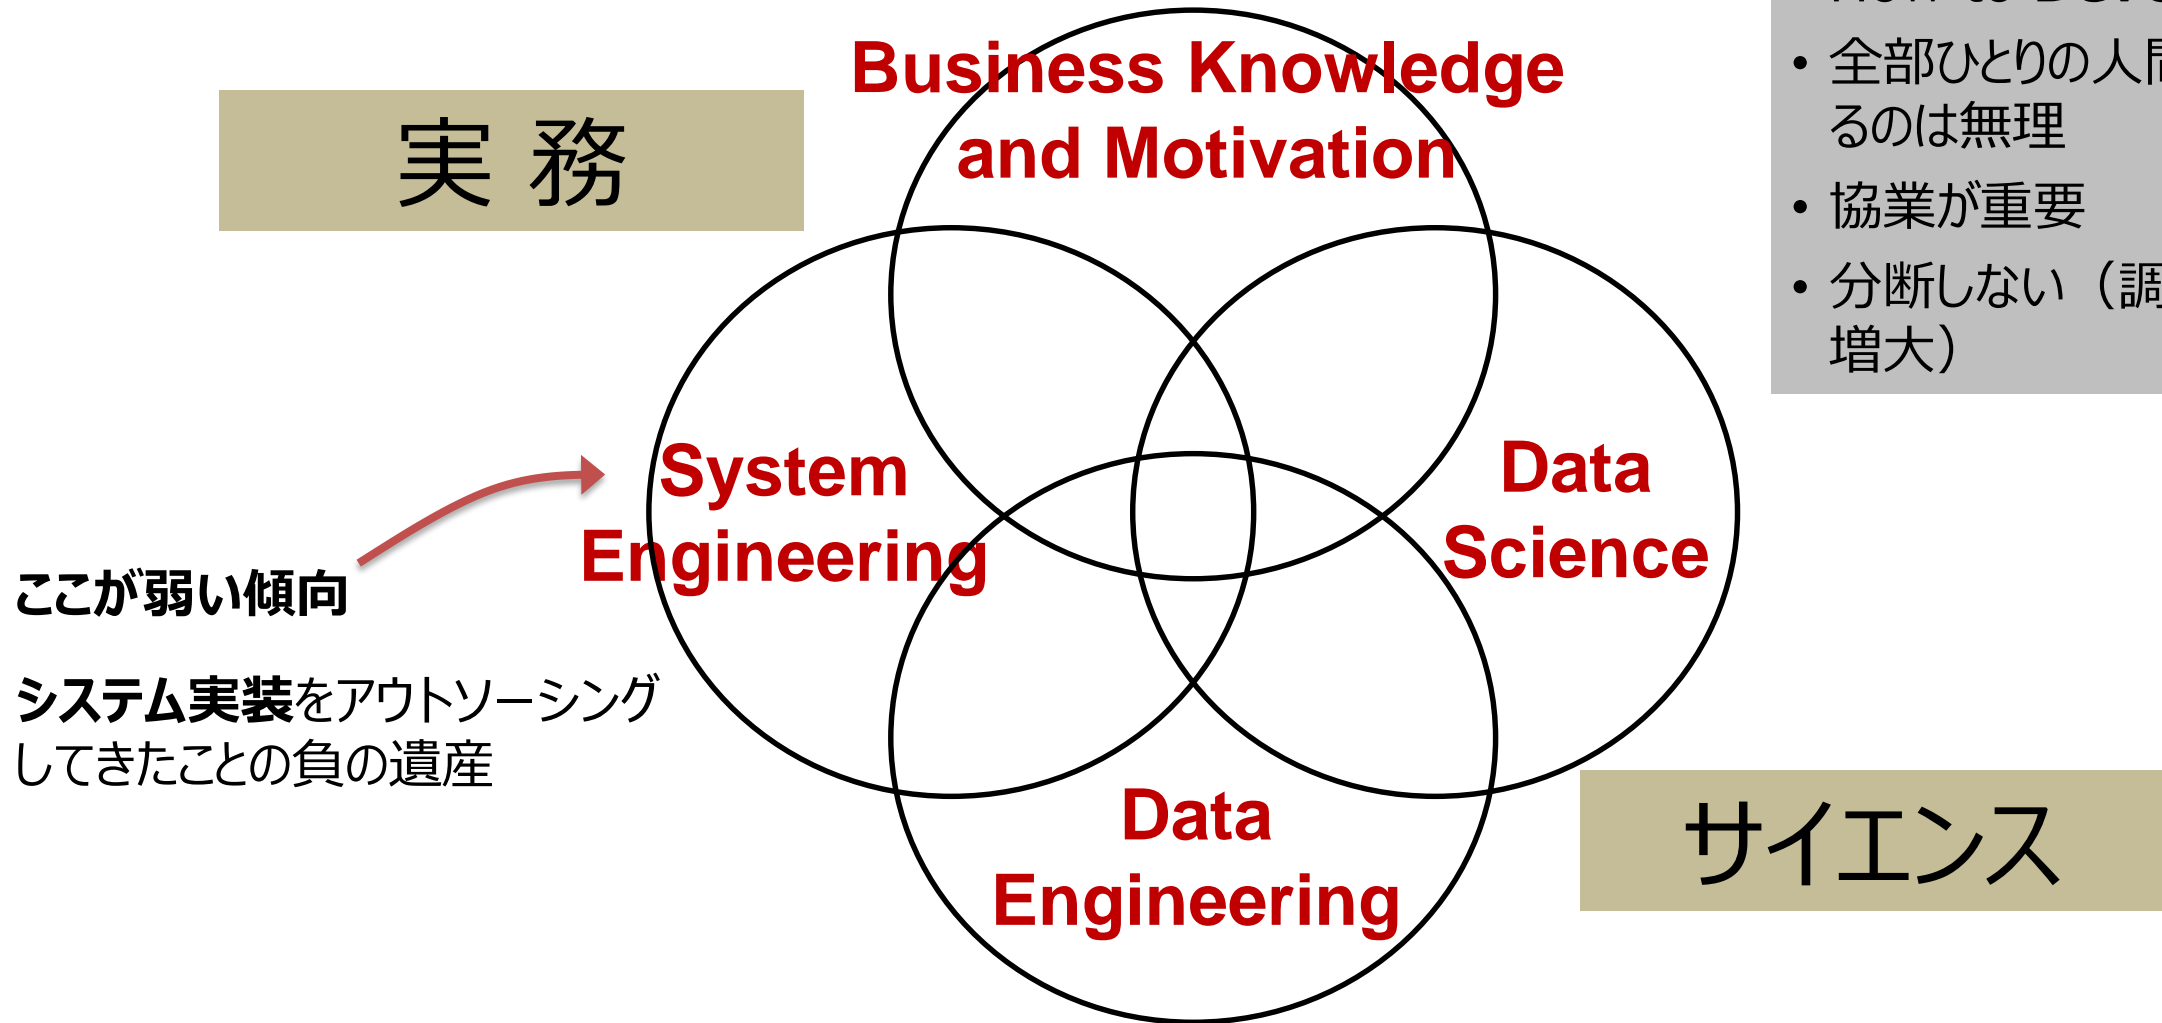 Business Knowledge
and Motivation
実 務
• 全部ひとりの人
るのは無理
• 協業が重要
• 分断しない（調
増大）
System
Engineering
Data
Science
ここが弱い傾向
システム実装をアウトソーシング
してきたことの負の遺産
Data
Engineering
サイエンス